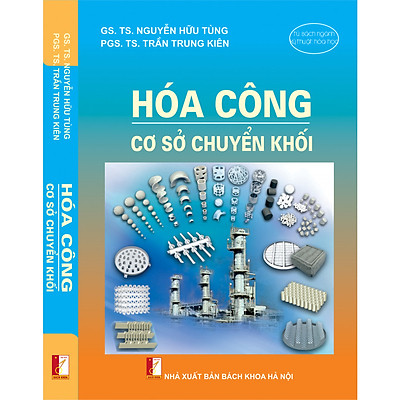 GS. TS. NGUYỄN HỮU TÙNG
PGS. TS. TRẦN TRUNG KIÊN
Tủ sách ngành
kỹ thuật hóa học
HÓA CÔNG
CƠ SỞ CHUYỂN KHỐI
NHÀ XUẤT BẢN BÁCH KHOA HÀ NỘI
GS. TS. NGUYỄN HỮU TÙNG
PGS. TS. TRẦN TRUNG KIÊN
HÓA CÔNG
CƠ SỞ CHUYỂN KHỐI